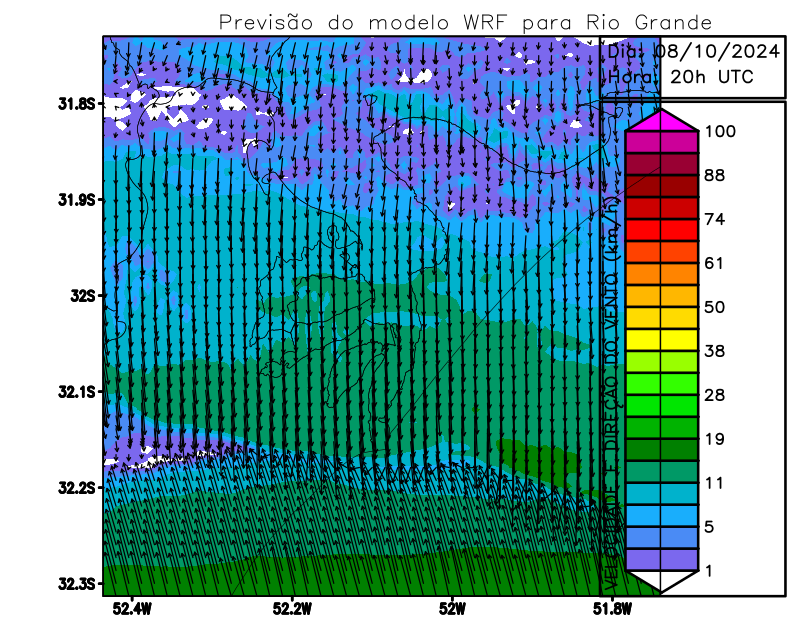 Previsão do modelo WRF para Rio Grande
Dia: 08/10/2024
Hora: 20h UTC
VELOCIDADE E DIREÇÃO DO VENTO (km/h)
100
88
74
61
50
38
28
19
11
5
1
31.8S
31.9S
32S
32.1S
32.2S
32.3S
52.4W
52.2W
52W
51.8W